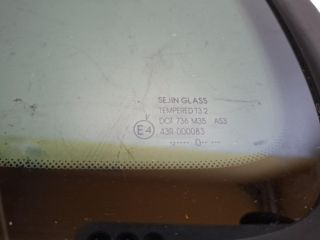 SEJIN GLASS
TEMPERED T3.2
DOT 736 M35 AS3
E4 43R-000083